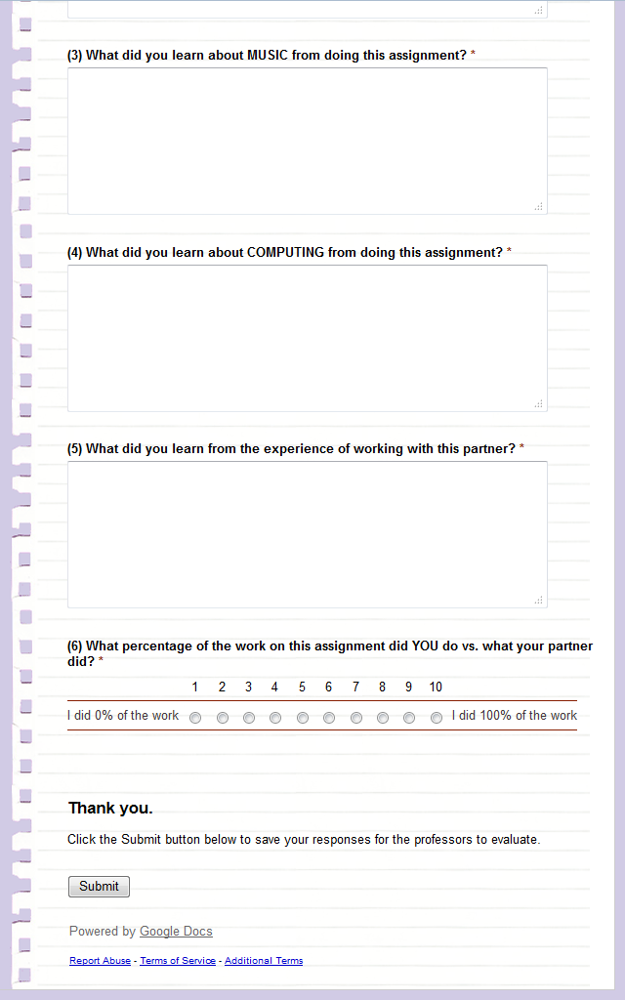 (3) What did you learn about MUSIC from doing this assignment? *
(4) What did you learn about COMPUTING from doing this assignment? *
(5) What did you learn from the experience of working with this partner? *
(6) What percentage of the work on this assignment did YOU do vs. what your partner
did? *
1 2 3 4 5 6 7 8 9 10
I did 0% of the work I did 100% of the work
Thank you.
Click the Submit button below to save your responses for the professors to evaluate.
Submit
Powered by Google Docs
Report Abuse - Terms of Service - Additional Terms